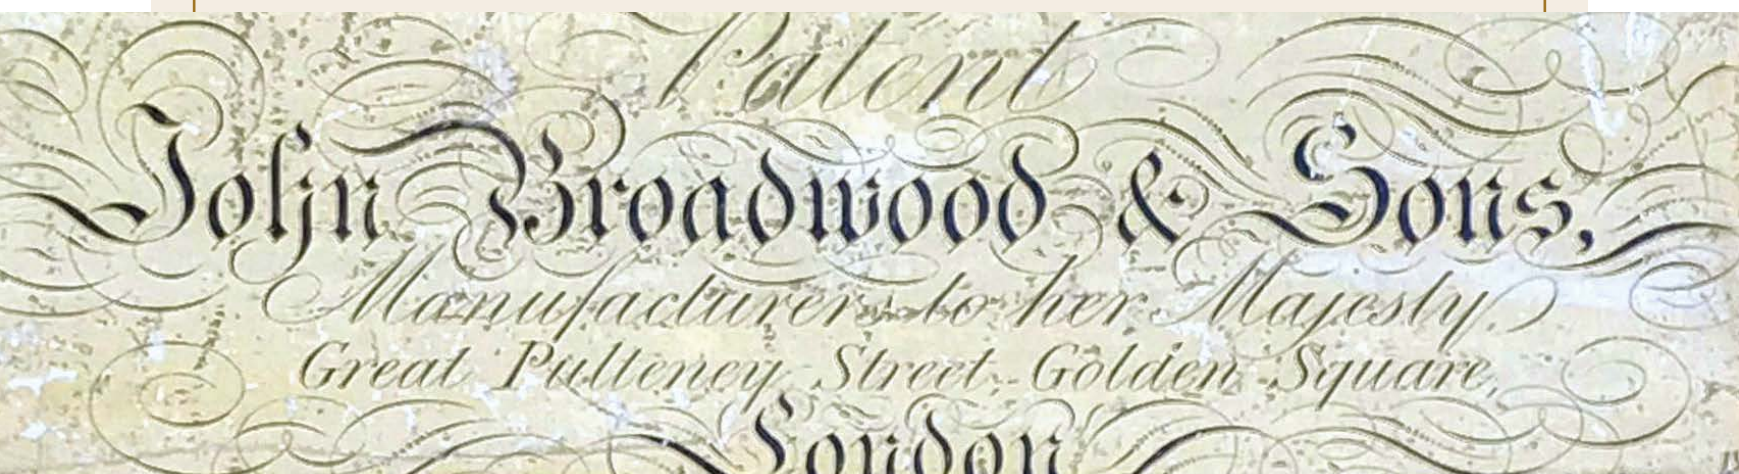 Patent
John Broadwood & Sons,
Manufacturers to her Majesty,
Great Pulteney Street, Golden Square,
London